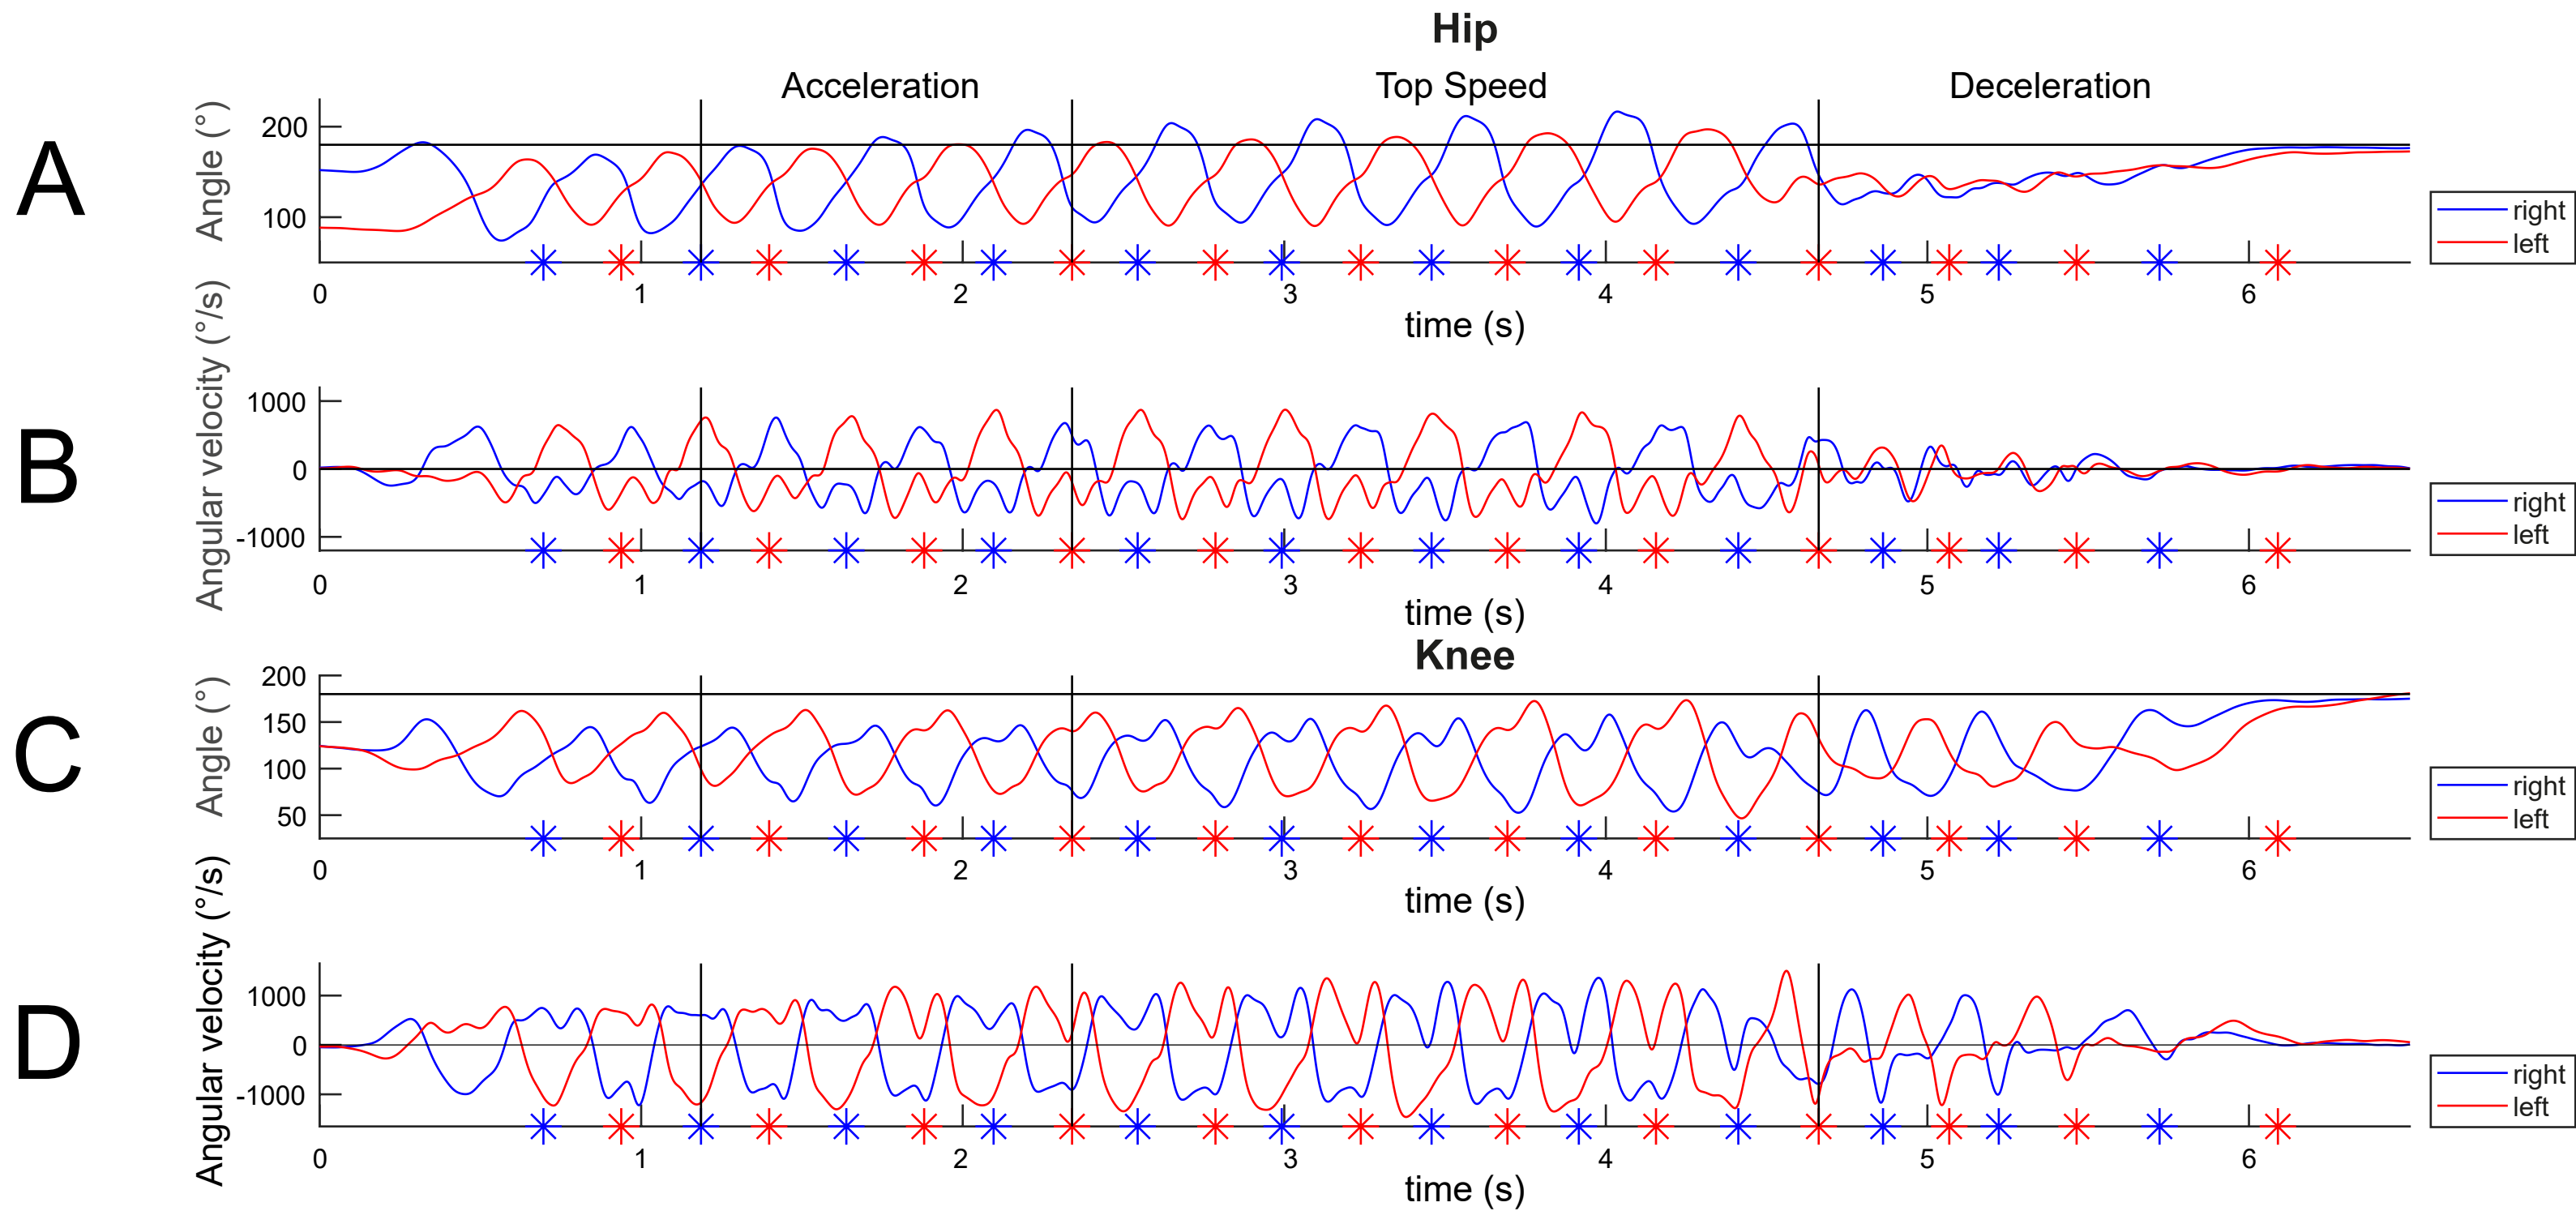 Hip
Acceleration Top Speed Deceleration
A
Angle (°)
200
100
right
left
0 1 2 3 4 5 6
time (s)
B
Angular velocity (°/s)
1000
0
-1000
right
left
0 1 2 3 4 5 6
time (s)
Knee
C
Angle (°)
200
150
100
50
right
left
0 1 2 3 4 5 6
time (s)
D
Angular velocity (°/s)
1000
0
-1000
right
left
0 1 2 3 4 5 6
time (s)